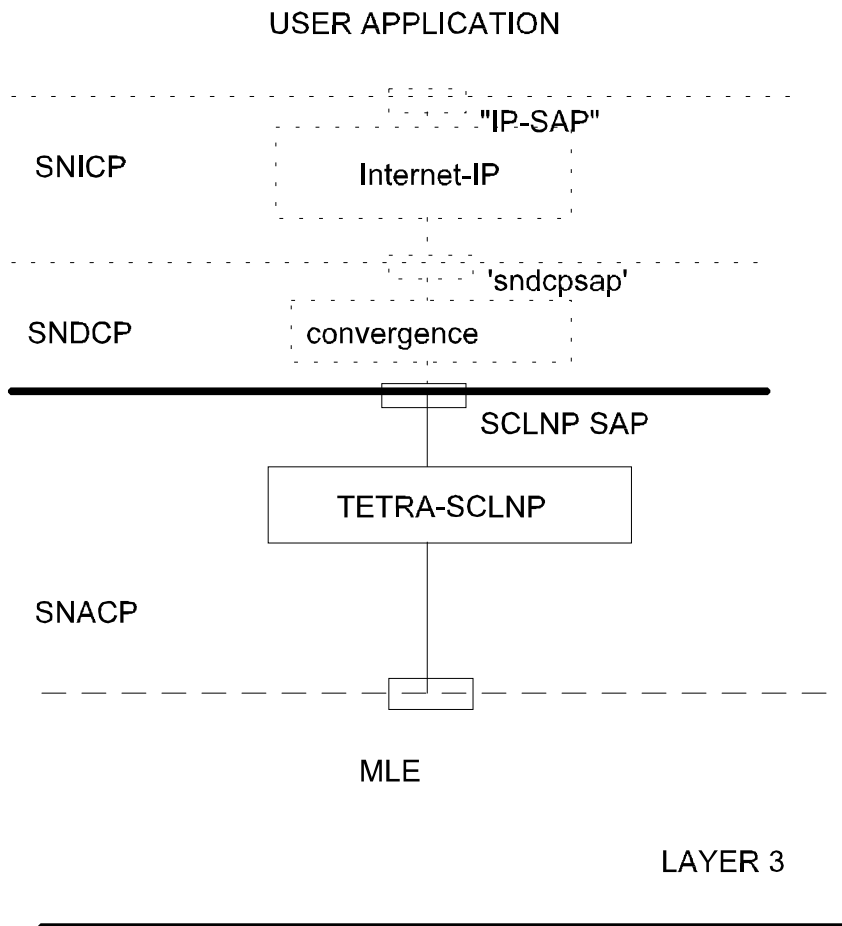 USER APPLICATION
"IP-SAP"
SNICP
Internet-IP
'sndcpsap'
SNDCP
convergence
SCLNP SAP
TETRA-SCLNP
SNACP
MLE
LAYER 3